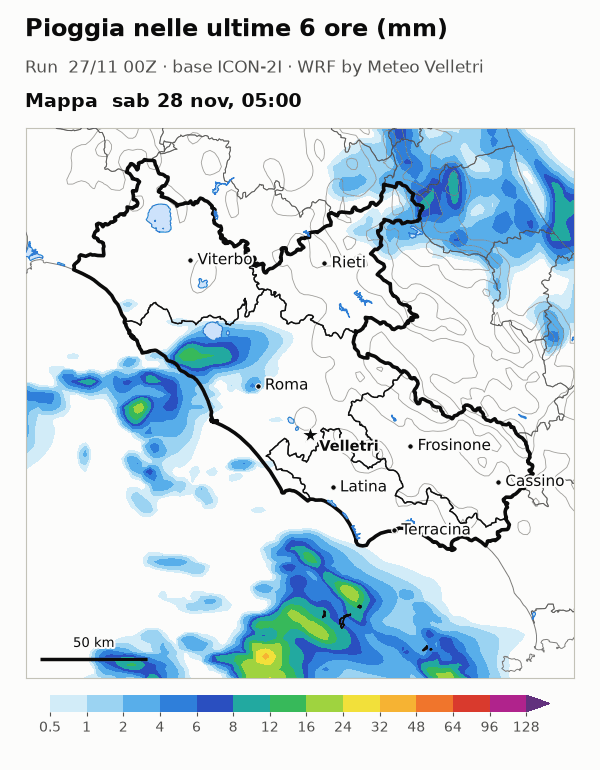 Pioggia nelle ultime 6 ore (mm)
Run  27/11 00Z · base ICON-2I · WRF by Meteo Velletri
Mappa  sab 28 nov, 05:00
Viterbo
Rieti
Roma
Velletri
Frosinone
Cassino
Latina
Terracina
50 km
0.5 1 2 4 6 8 12 16 24 32 48 64 96 128